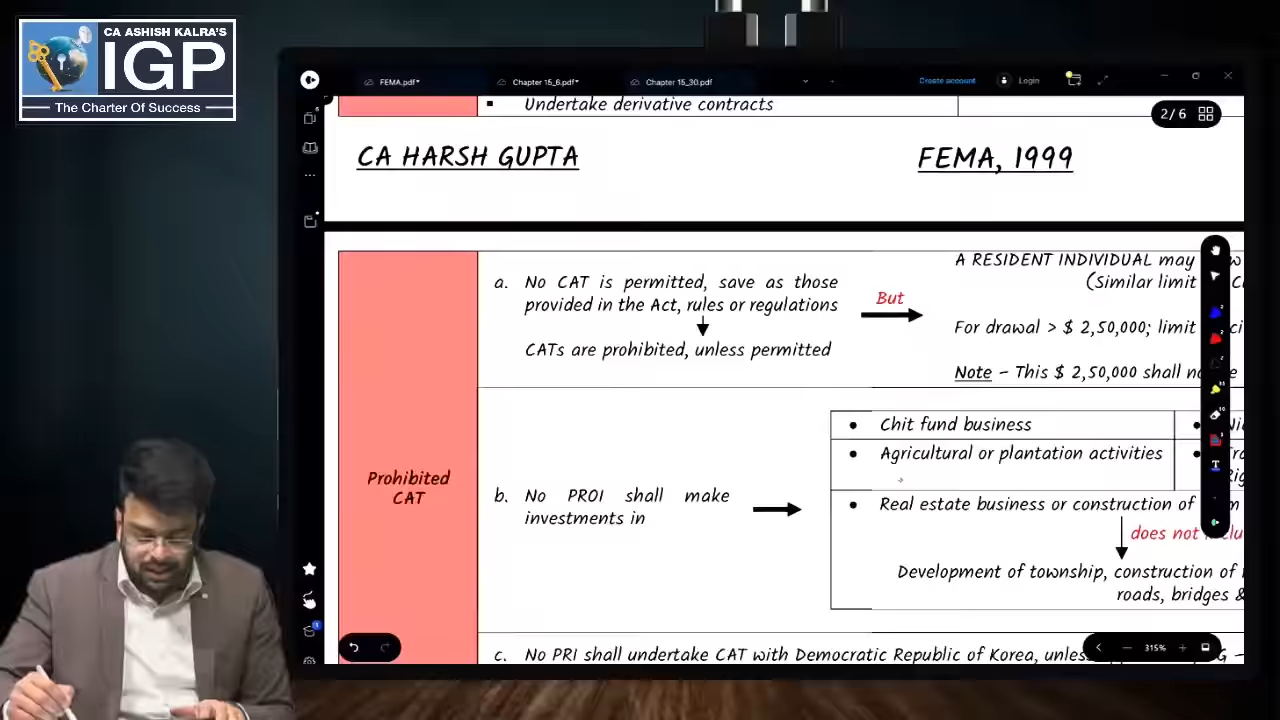 CA ASHISH KALRA'S
IGP
The Charter Of Success
FEMA.pdf*
Chapter 15_6.pdf*
Chapter 15_30.pdf
Create account
Login
Undertake derivative contracts
2/6
CA HARSH GUPTA
FEMA, 1999
Prohibited
CAT
a. No CAT is permitted, save as those
provided in the Act, rules or regulations
CATs are prohibited, unless permitted
But
A RESIDENT INDIVIDUAL may
(Similar limit
For drawal > $ 2,50,000; limit
Note – This $ 2,50,000 shall
b. No PROI shall make
investments in
Chit fund business
Agricultural or plantation activities
Real estate business or construction of
does not
Development of township, construction of
roads, bridges &
c. No PRI shall undertake CAT with Democratic Republic of Korea,
315%